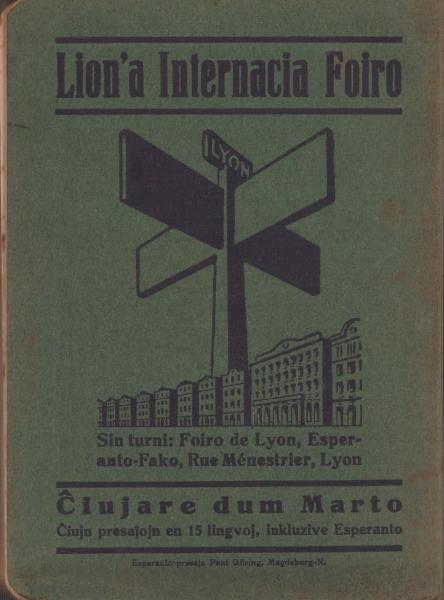 Lion'a Internacia Foiro
LYON
Sin turni: Foiro de Lyon, Esper-
anto-Fako, Rue Ménestrier, Lyon
Ĉiujare dum Marto
Ĉiujn presaĵojn en 15 lingvoj, inkluzive Esperanto
Esperanto-presejo Paul Göring, Magdeburg-N.